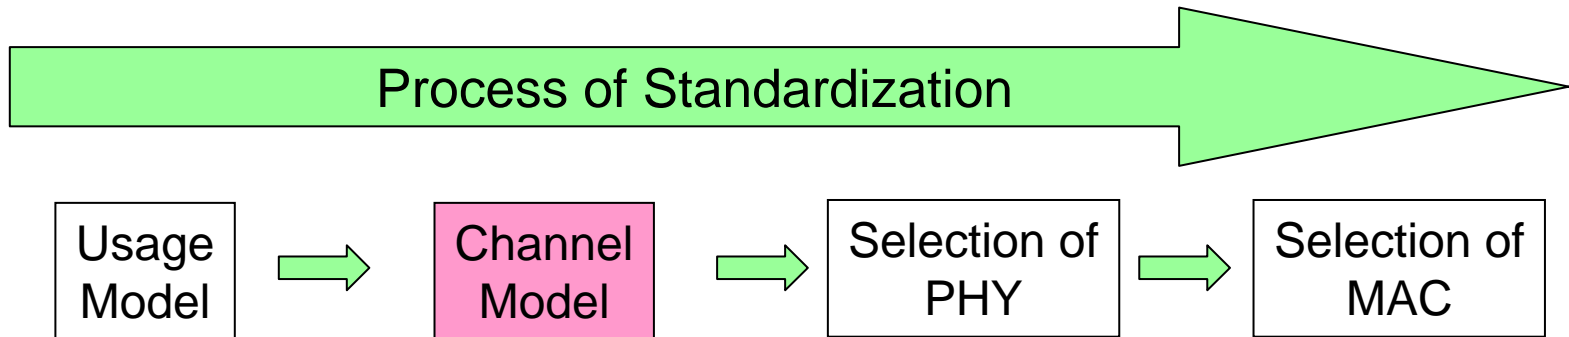 Process of Standardization
Usage
Model
Channel
Model
Selection of
PHY
Selection of
MAC